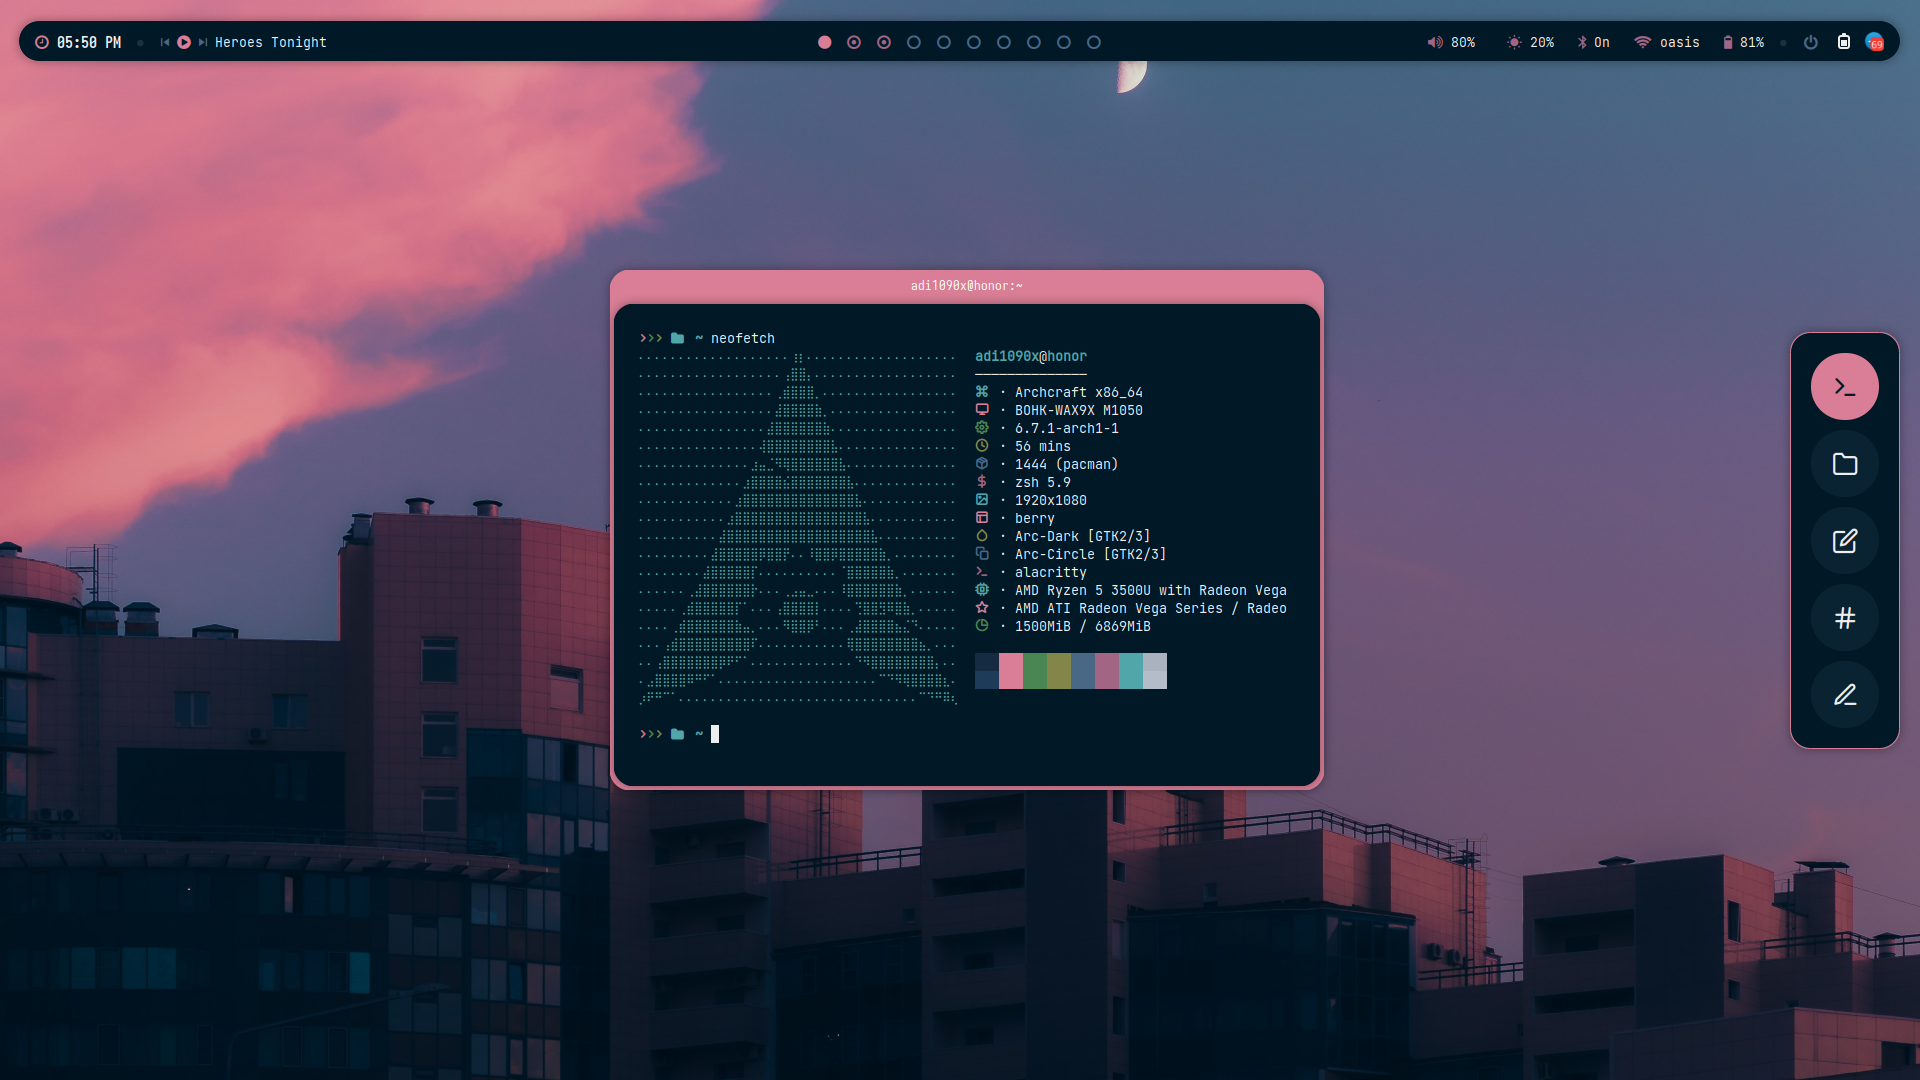 05:50 PM
Heroes Tonight
80%
20%
On
oasis
81%
69
adi1090x@honor:~
~ neofetch
adi1090x@honor
· Archcraft x86_64
· BOHK-WAX9X M1050
· 6.7.1-arch1-1
· 56 mins
· 1444 (pacman)
· zsh 5.9
· 1920x1080
· berry
· Arc-Dark [GTK2/3]
· Arc-Circle [GTK2/3]
· alacritty
· AMD Ryzen 5 3500U with Radeon Vega
· AMD ATI Radeon Vega Series / Radeo
· 1500MiB / 6869MiB
~